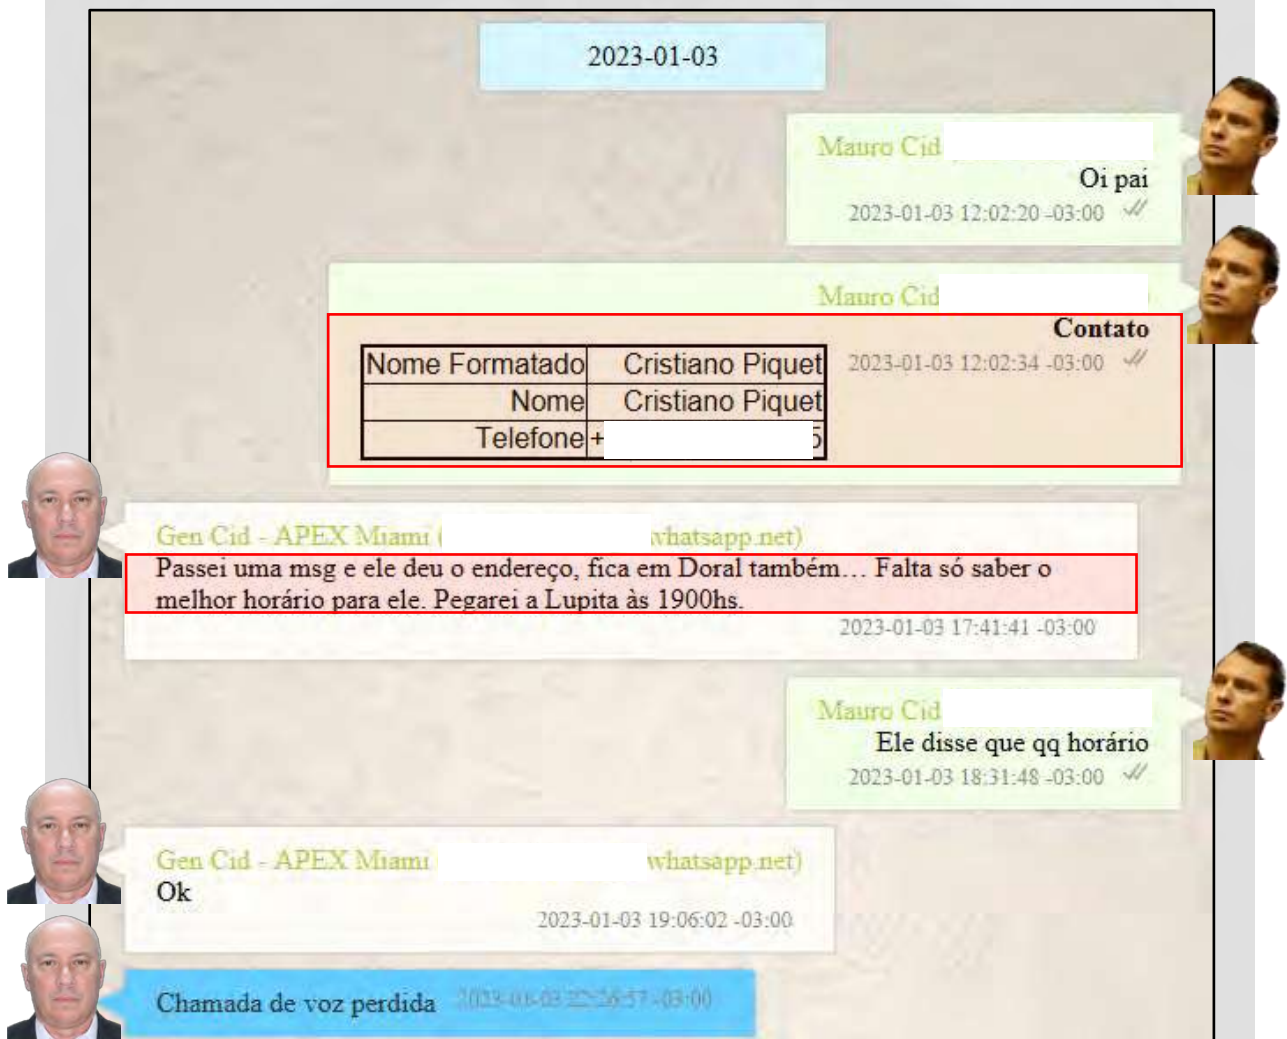 2023-01-03
Mauro Cid
Oi pai
2023-01-03 12:02:20 -03:00
Mauro Cid
Contato
2023-01-03 12:02:34 -03:00
Nome Formatado Cristiano Piquet
Nome Cristiano Piquet
Telefone + 5
Gen Cid - APEX Miami ( whatsapp.net)
Passei uma msg e ele deu o endereço, fica em Doral também… Falta só saber o
melhor horário para ele. Pegarei a Lupita às 1900hs.
2023-01-03 17:41:41 -03:00
Mauro Cid
Ele disse que qq horário
2023-01-03 18:31:48 -03:00
Gen Cid - APEX Miami whatsapp.net)
Ok
2023-01-03 19:06:02 -03:00
Chamada de voz perdida